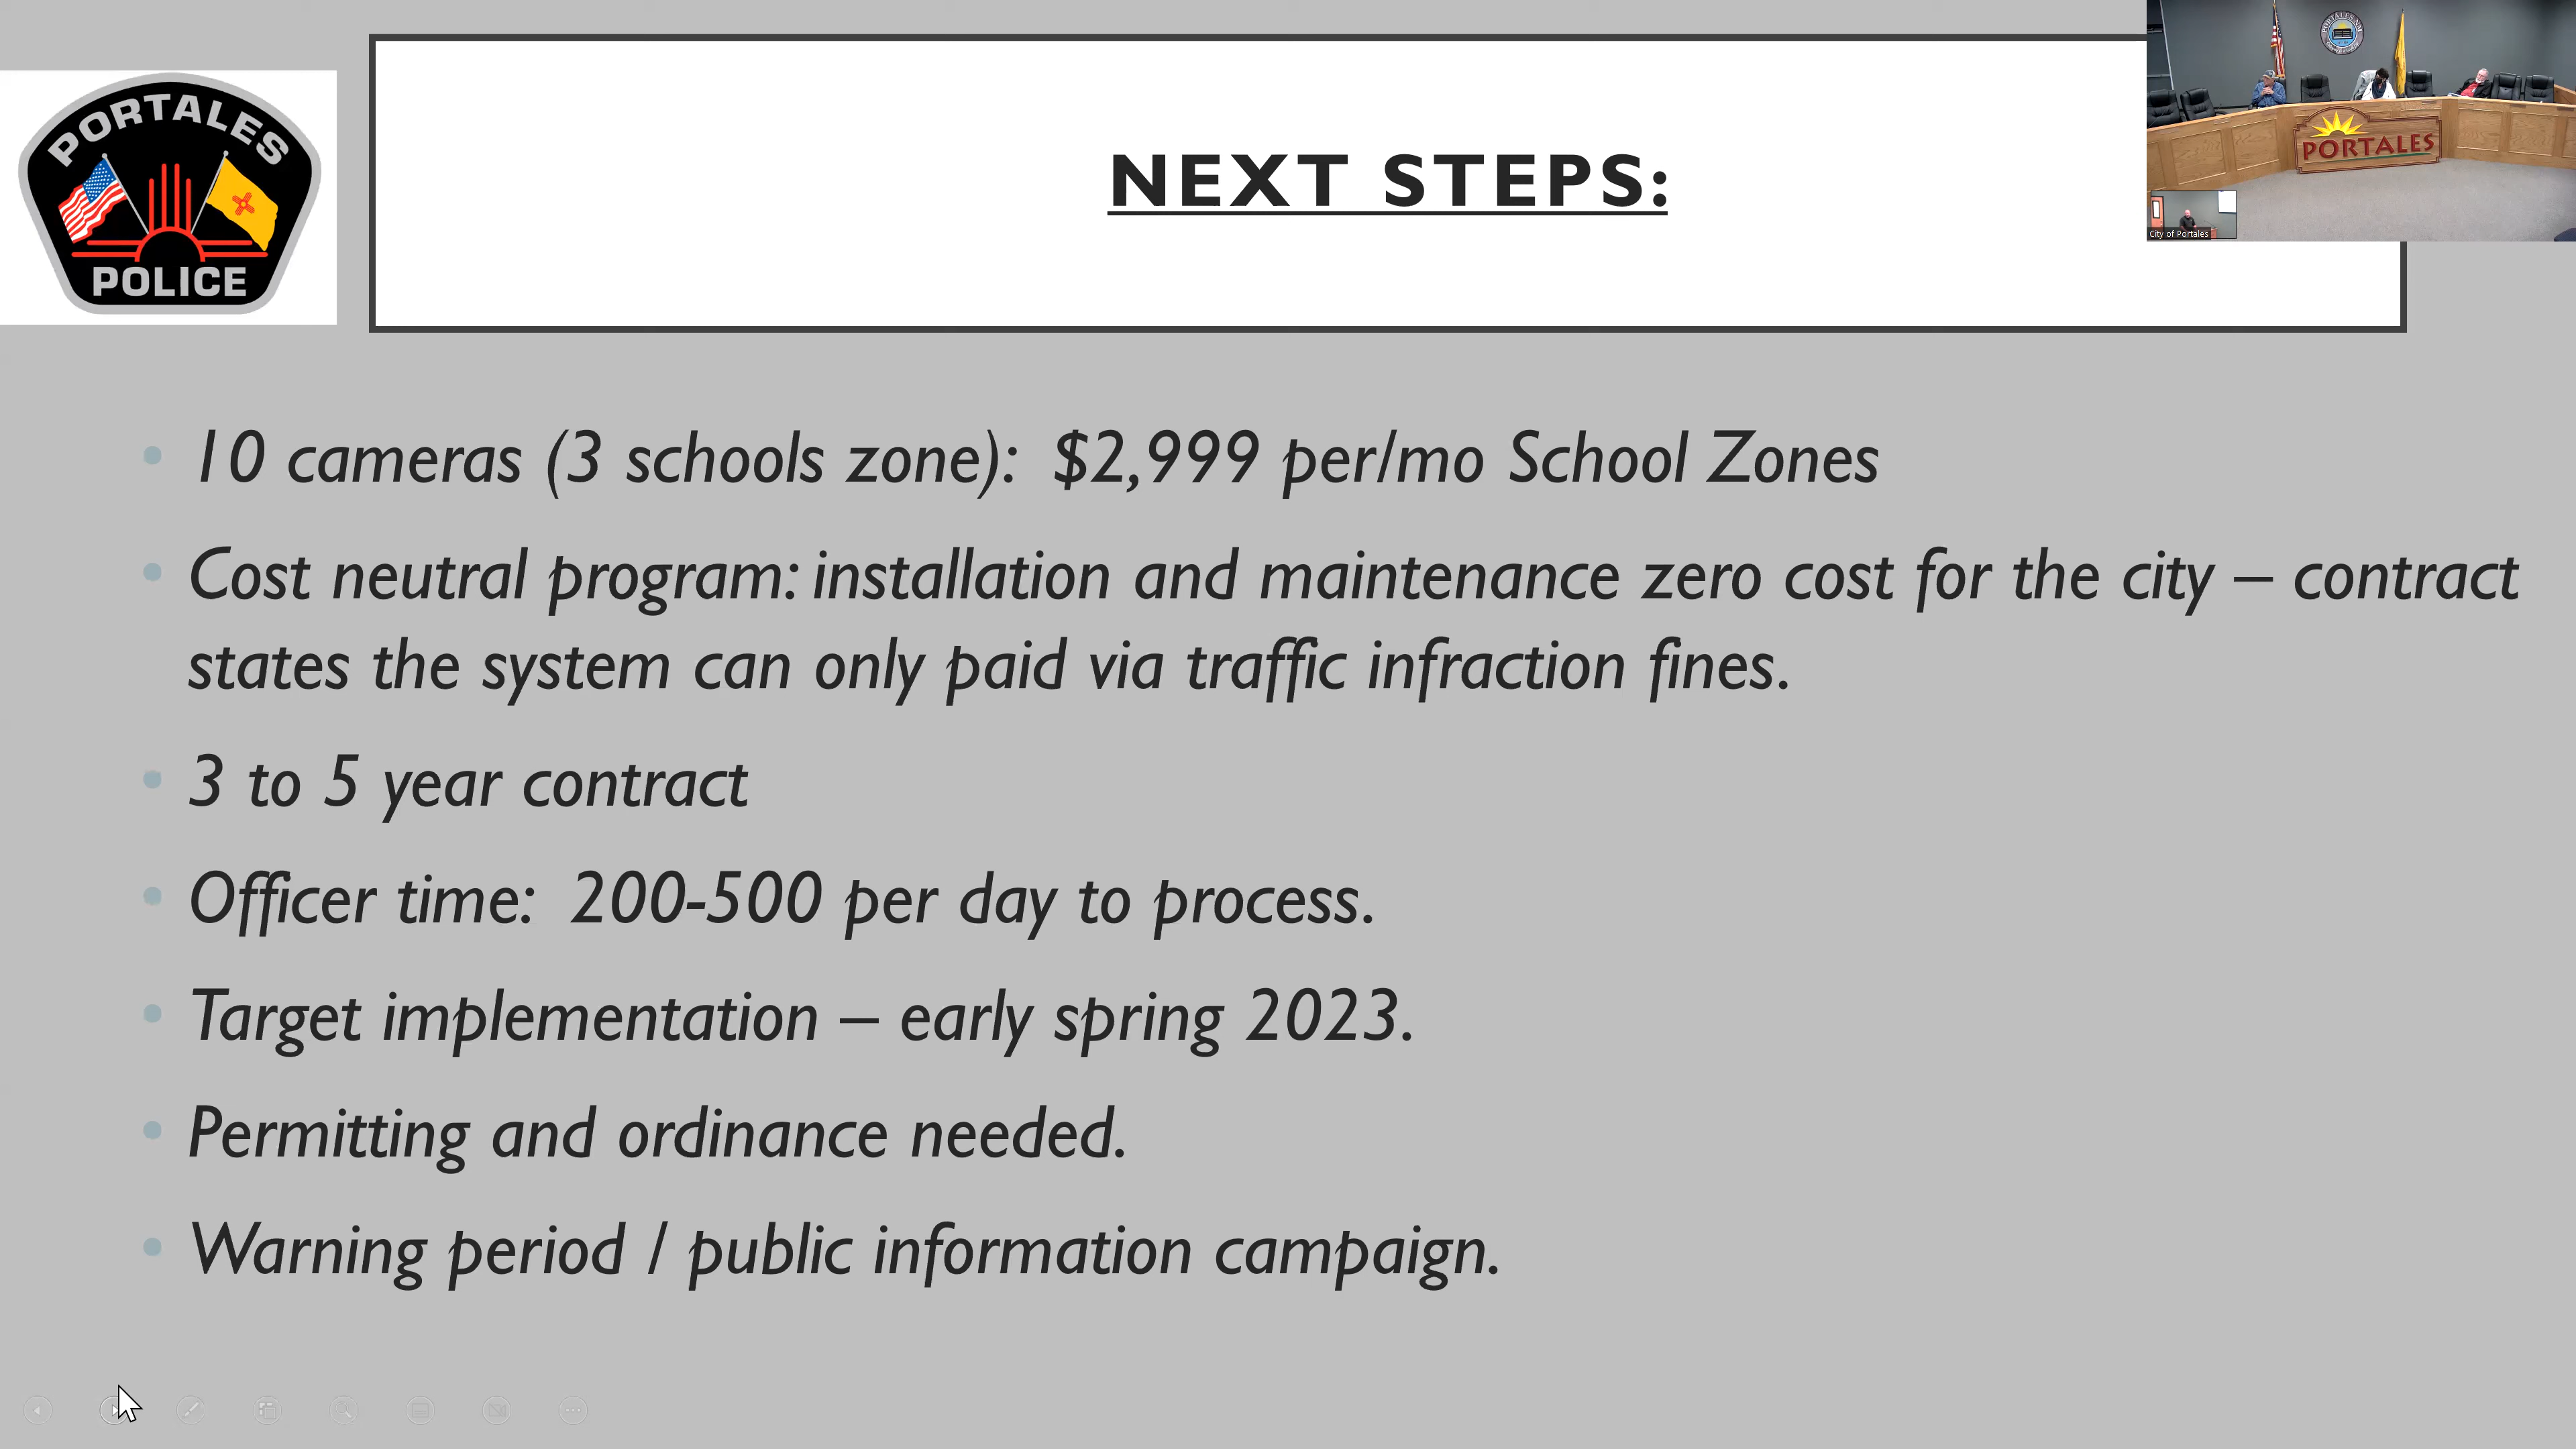 PORTALES
POLICE
NEXT STEPS:
PORTALES
City of Portales
• 10 cameras (3 schools zone):  $2,999 per/mo School Zones
• Cost neutral program: installation and maintenance zero cost for the city – contract
states the system can only paid via traffic infraction fines.
• 3 to 5 year contract
• Officer time:  200-500 per day to process.
• Target implementation – early spring 2023.
• Permitting and ordinance needed.
• Warning period / public information campaign.